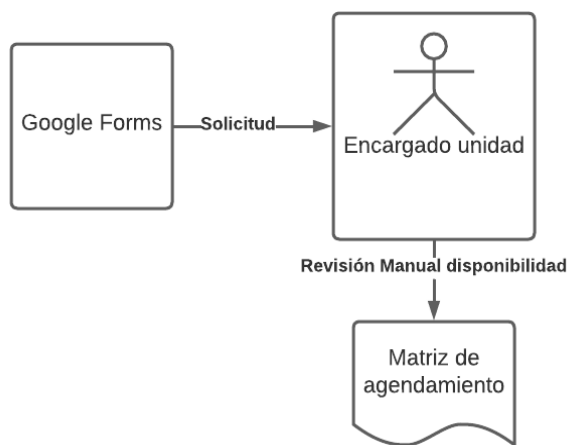 Google Forms
Solicitud
Encargado unidad
Revisión Manual disponibilidad
Matriz de
agendamiento